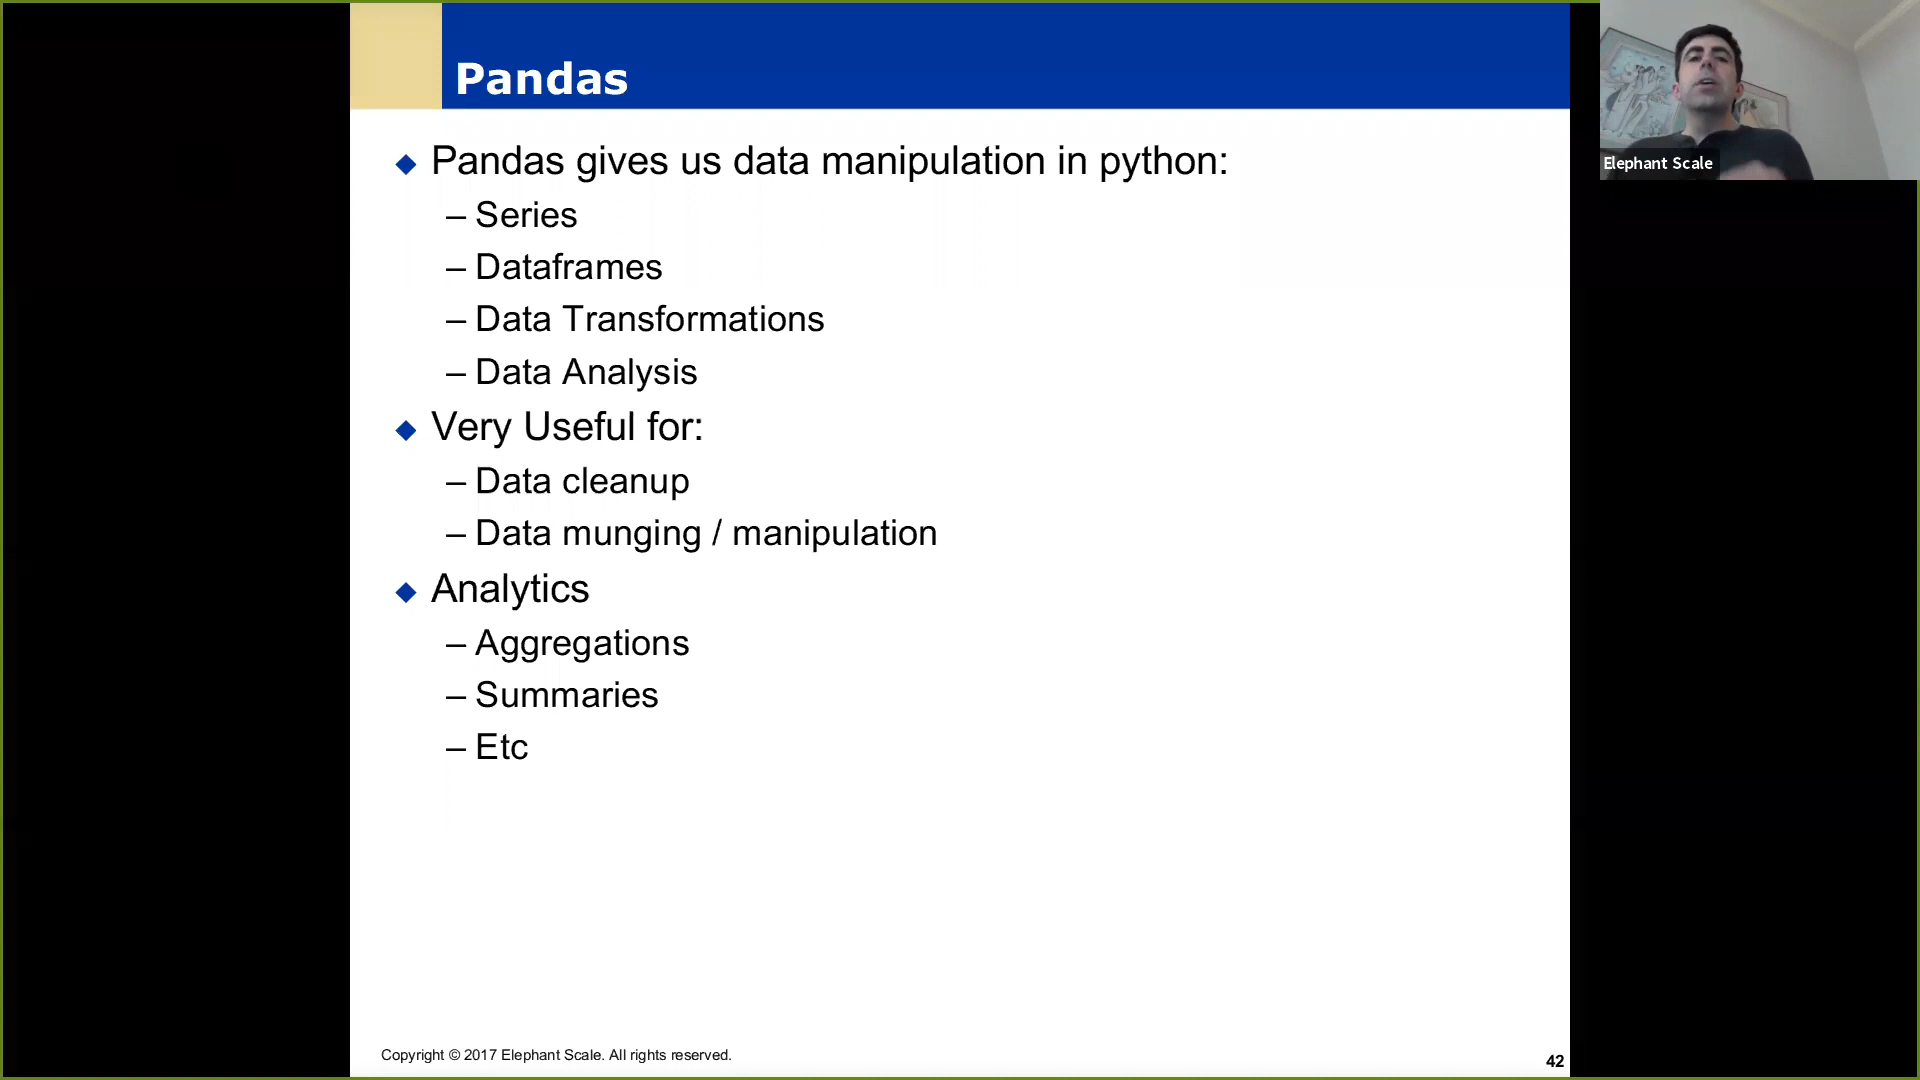 Pandas
Pandas gives us data manipulation in python:
– Series
– Dataframes
– Data Transformations
– Data Analysis
Very Useful for:
– Data cleanup
– Data munging / manipulation
Analytics
– Aggregations
– Summaries
– Etc
Copyright © 2017 Elephant Scale. All rights reserved.
42
Elephant Scale